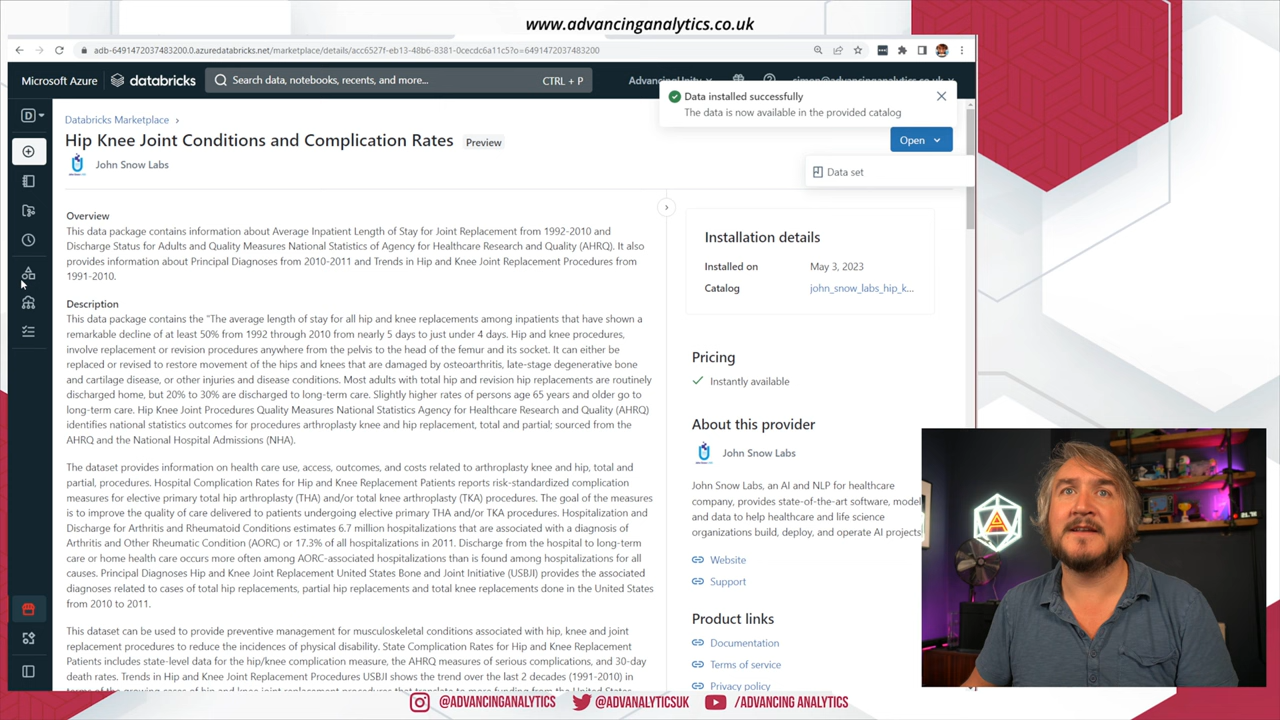 www.advancinganalytics.co.uk
adb-6491472037483200.0.azuredatabricks.net/marketplace/details/acc6527f-eb13-48b6-8381-0cecdc6a11c5?o=6491472037483200
Microsoft Azure
databricks
Search data, notebooks, recents, and more...
CTRL + P
Data installed successfully
The data is now available in the provided catalog
D
Databricks Marketplace
Hip Knee Joint Conditions and Complication Rates
Preview
Open
John Snow Labs
Data set
Overview
This data package contains information about Average Inpatient Length of Stay for Joint Replacement from 1992-2010 and
Discharge Status for Adults and Quality Measures National Statistics of Agency for Healthcare Research and Quality (AHRQ). It also
provides information about Principal Diagnoses from 2010-2011 and Trends in Hip and Knee Joint Replacement Procedures from
1991-2010.
Description
This data package contains the "The average length of stay for all hip and knee replacements among inpatients that have shown a
remarkable decline of at least 50% from 1992 through 2010 from nearly 5 days to just under 4 days. Hip and knee procedures,
involve replacement or revision procedures anywhere from the pelvis to the head of the femur and its socket. It can either be
replaced or revised to restore movement of the hips and knees that are damaged by osteoarthritis, late-stage degenerative bone
and cartilage disease, or other injuries and disease conditions. Most adults with total hip and revision hip replacements are routinely
discharged home, but 20% to 30% are discharged to long-term care. Slightly higher rates of persons age 65 years and older go to
long-term care. Hip Knee Joint Procedures Quality Measures National Statistics Agency for Healthcare Research and Quality (AHRQ)
identifies national statistics outcomes for procedures arthroplasty knee and hip replacement, total and partial; sourced from the
AHRQ and the National Hospital Admissions (NHA).
The dataset provides information on health care use, access, outcomes, and costs related to arthroplasty knee and hip, total and
partial, procedures. Hospital Complication Rates for Hip and Knee Replacement Patients reports risk-standardized complication
measures for elective primary total hip arthroplasty (THA) and/or total knee arthroplasty (TKA) procedures. The goal of the measures
is to improve the quality of care delivered to patients undergoing elective primary THA and/or TKA procedures. Hospitalization and
Discharge for Arthritis and Rheumatoid Conditions estimates 6.7 million hospitalizations that are associated with a diagnosis of
Arthritis and Other Rheumatic Condition (AORC) or 17.3% of all hospitalizations in 2011. Discharge from the hospital to long-term
care or home health care occurs more often among AORC-associated hospitalizations than is found among hospitalizations for all
causes. Principal Diagnoses Hip and Knee Joint Replacement United States Bone and Joint Initiative (USBJI) provides the associated
diagnoses related to cases of total hip replacements, partial hip replacements and total knee replacements done in the United States
from 2010 to 2011.
This dataset can be used to provide preventive management for musculoskeletal conditions associated with hip, knee and joint
replacement procedures to reduce the incidences of physical disability. State Complication Rates for Hip and Knee Replacement
Patients includes state-level data for the hip/knee complication measure, the AHRQ measures of serious complications, and 30-day
death rates. Trends in Hip and Knee Joint Replacement Procedures USBJI shows the trend over the last 2 decades (1991-2010) in
Installation details
Installed on
May 3, 2023
Catalog
john_snow_labs_hip_k...
Pricing
Instantly available
About this provider
John Snow Labs
John Snow Labs, an AI and NLP for healthcare
company, provides state-of-the-art software, model
and data to help healthcare and life science
organizations build, deploy, and operate AI projects
Website
Support
Product links
Documentation
Terms of service
Privacy policy
@ADVANCINGANALYTICS
@ADVANALYTICSUK
/ADVANCING ANALYTICS